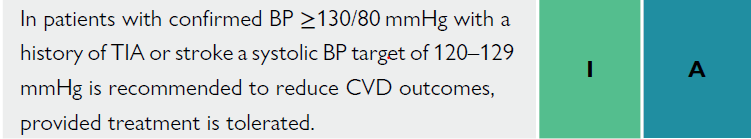 In patients with confirmed BP ≥130/80 mmHg with a
history of TIA or stroke a systolic BP target of 120–129
mmHg is recommended to reduce CVD outcomes,
provided treatment is tolerated.
I
A